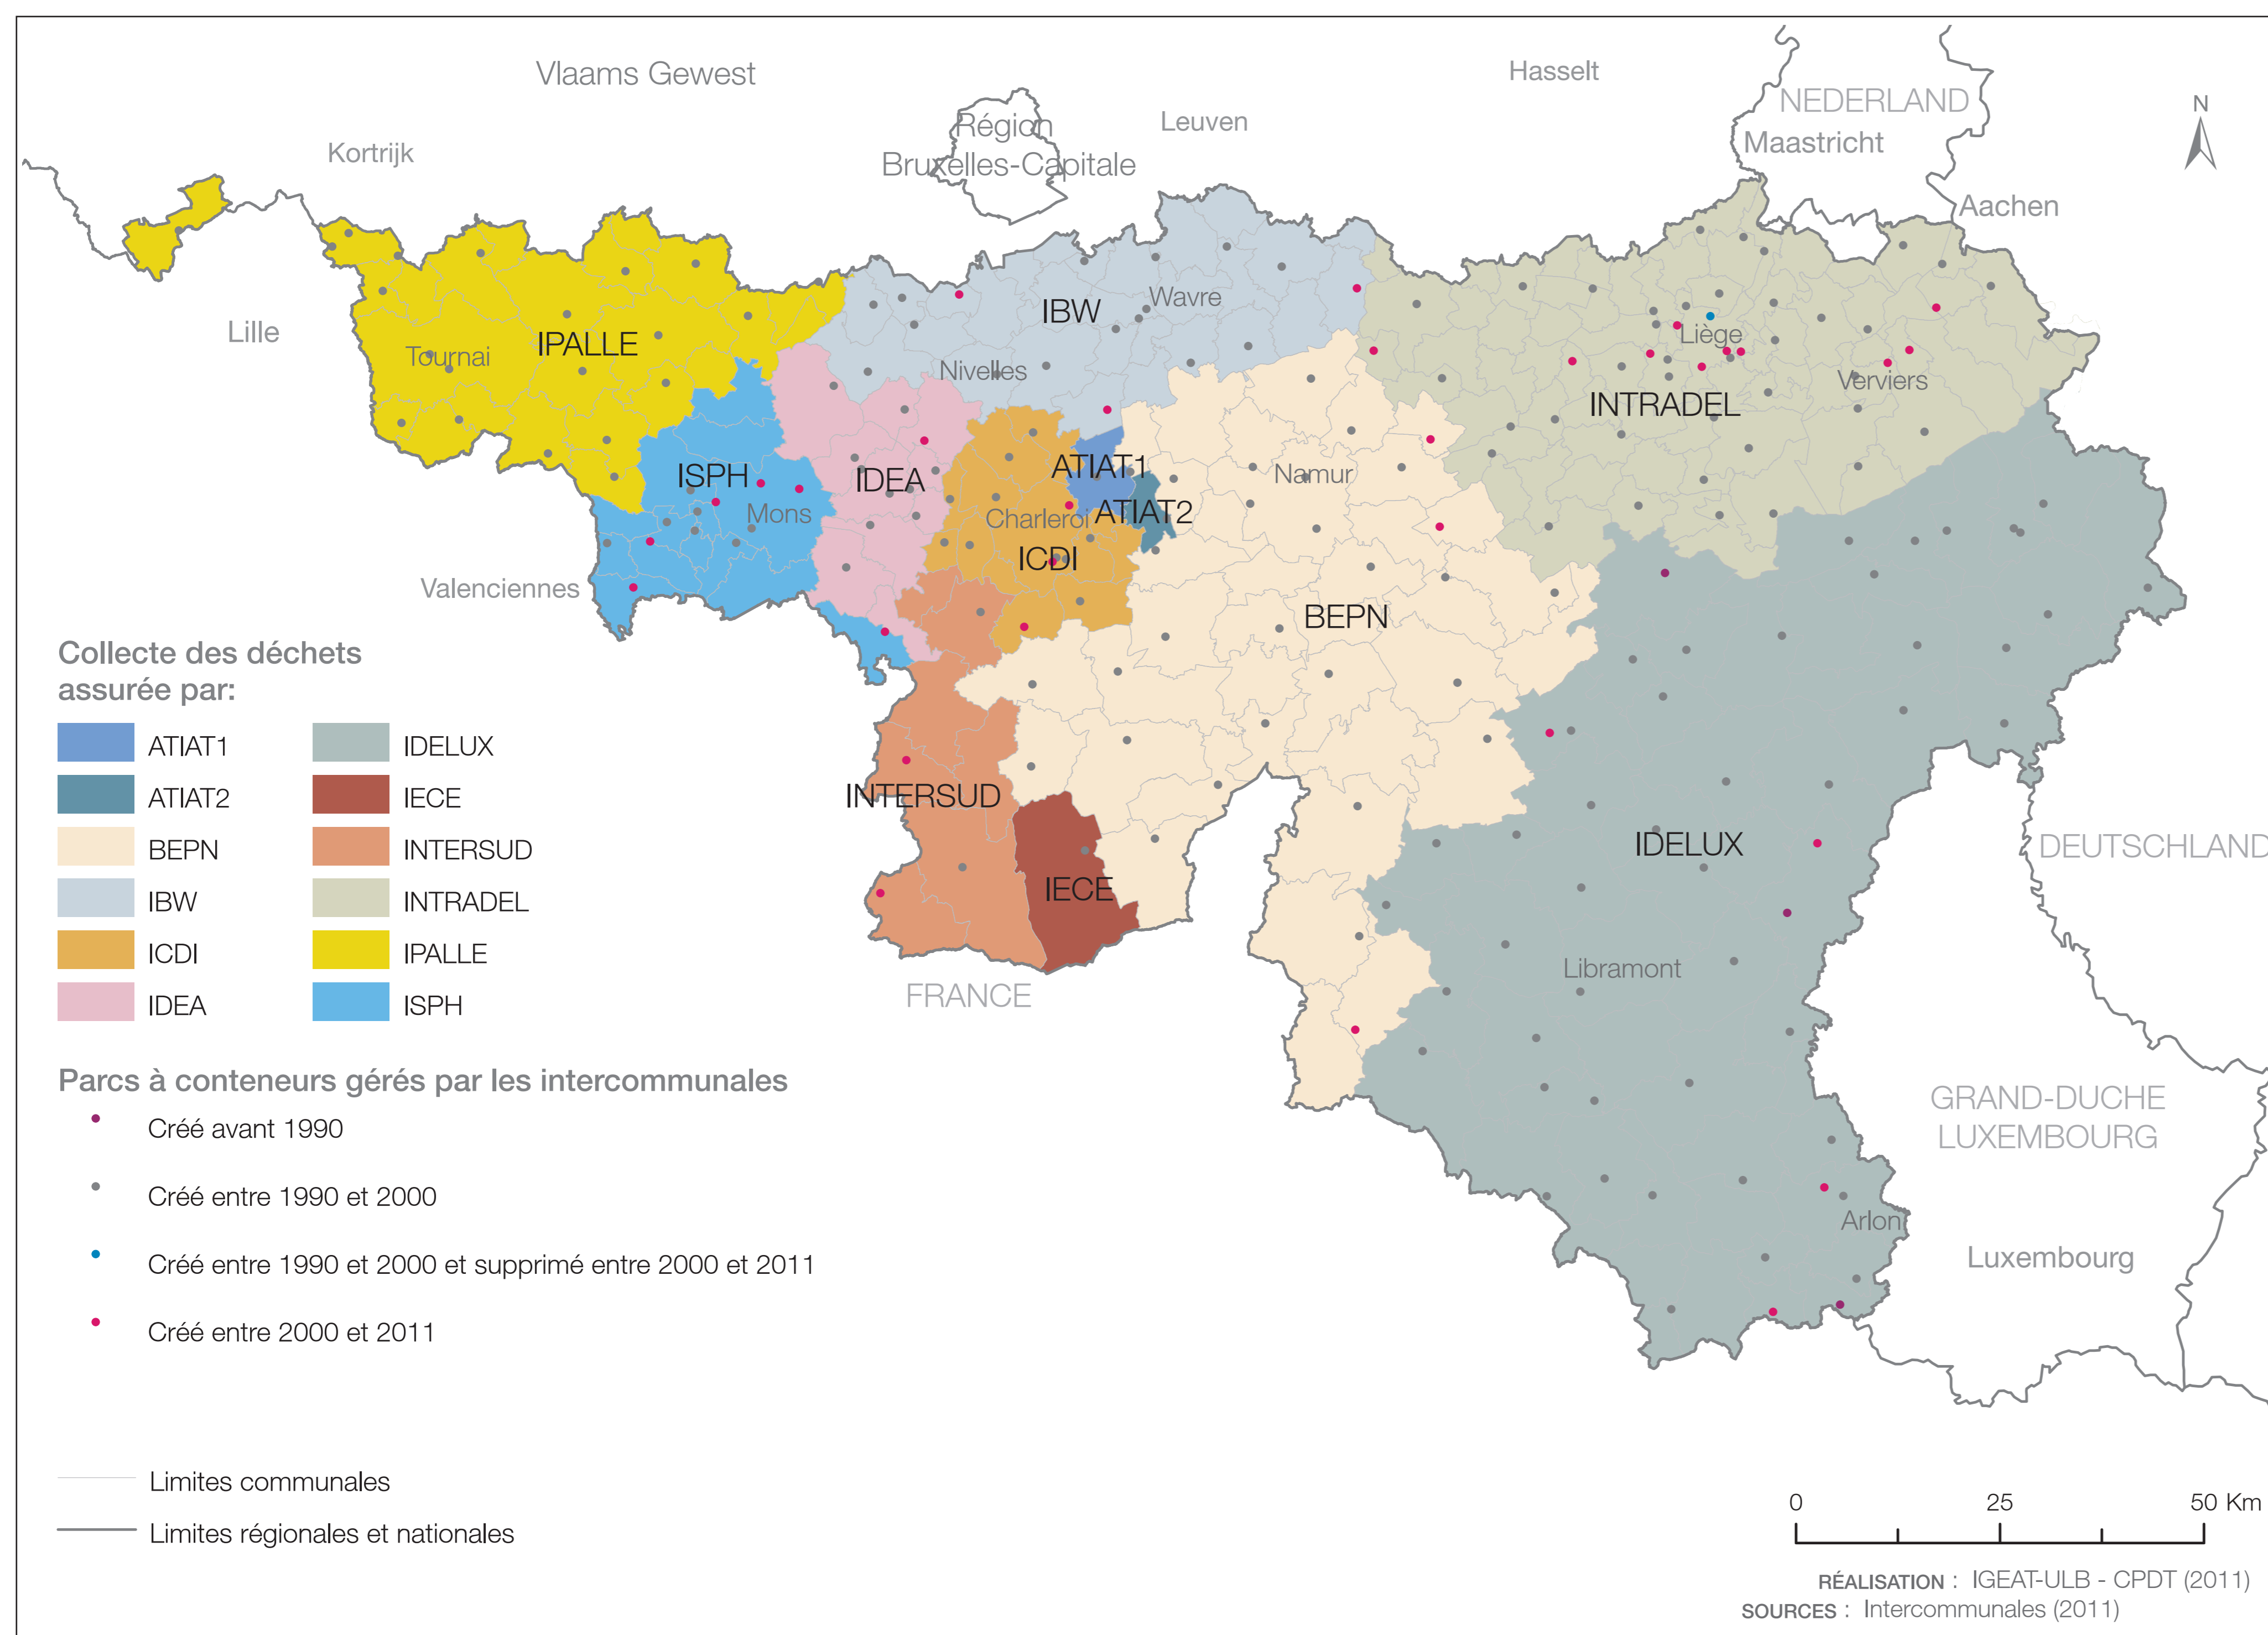 Vlaams Gewest
Hasselt
NEDERLAND
Maastricht
N
Région
Bruxelles-Capitale
Leuven
Kortrijk
Aachen
Lille
IBW
Wavre
Liège
IPALLE
Tournai
Nivelles
Verviers
INTRADEL
ISPH
Mons
IDEA
ATIAT1
ATIAT2
Namur
Charleroi
ICDI
Valenciennes
BEPN
INTERSUD
IECE
IDELUX
DEUTSCHLAND
Libramont
FRANCE
GRAND-DUCHE
LUXEMBOURG
Arlon
Luxembourg
Collecte des déchets
assurée par:
ATIAT1
ATIAT2
BEPN
IBW
ICDI
IDEA
IDELUX
IECE
INTERSUD
INTRADEL
IPALLE
ISPH
Parcs à conteneurs gérés par les intercommunales
Créé avant 1990
Créé entre 1990 et 2000
Créé entre 1990 et 2000 et supprimé entre 2000 et 2011
Créé entre 2000 et 2011
Limites communales
Limites régionales et nationales
0 25 50 Km
RÉALISATION : IGEAT-ULB - CPDT (2011)
SOURCES : Intercommunales (2011)